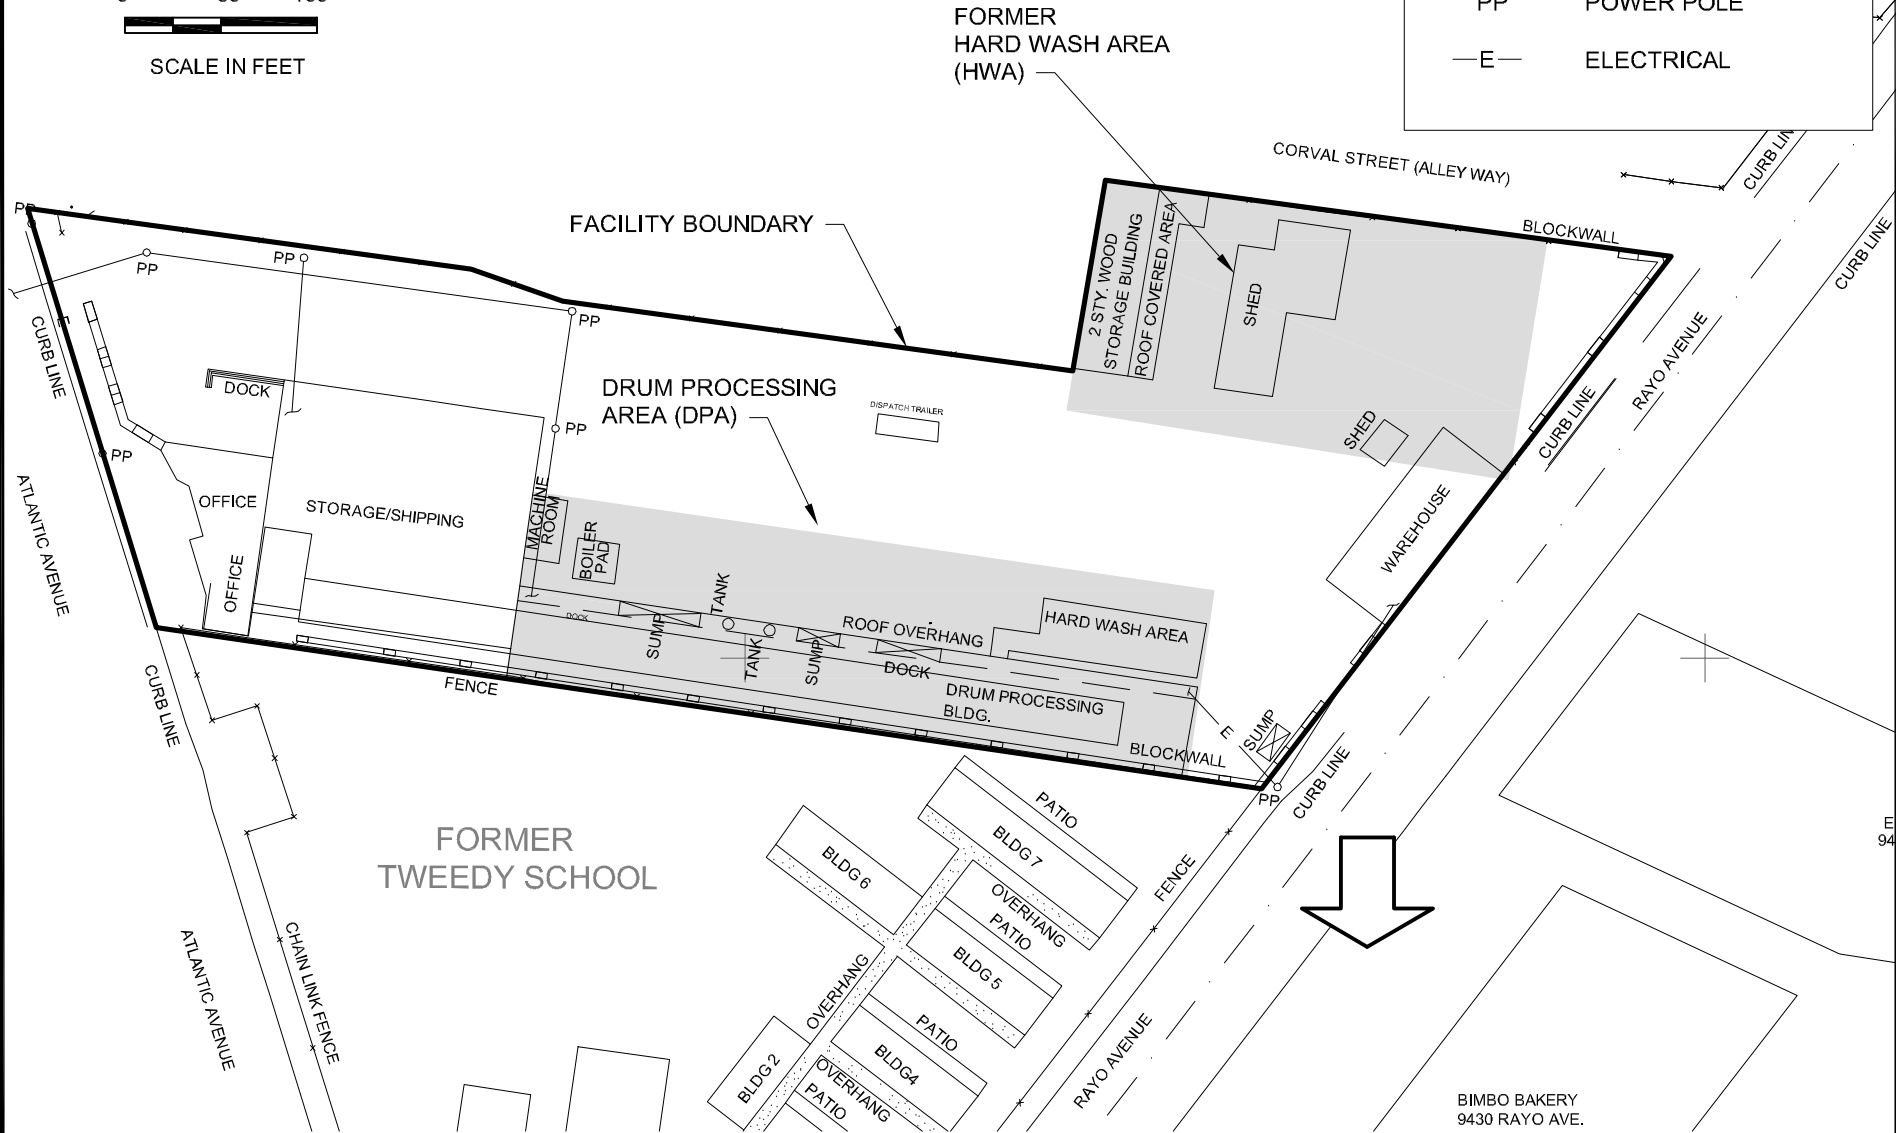 SCALE IN FEET
FORMER
HARD WASH AREA
(HWA)
PP POWER POLE
—E— ELECTRICAL
CORVAL STREET (ALLEY WAY)
CURB LIN
CURB LINE
BLOCKWALL
FACILITY BOUNDARY
PP
PP
PP
PP
PP
PP
E
CURB LINE
2 STY. WOOD
STORAGE BUILDING
ROOF COVERED AREA
SHED
RAYO AVENUE
CURB LINE
DOCK
DRUM PROCESSING
AREA (DPA)
DISPATCH TRAILER
SHED
WAREHOUSE
ATLANTIC AVENUE
OFFICE
STORAGE/SHIPPING
OFFICE
MACHINE
ROOM
BOILER
PAD
DOCK
SUMP
TANK
TANK
SUMP
ROOF OVERHANG
DOCK
HARD WASH AREA
DRUM PROCESSING
BLDG.
FENCE
BLOCKWALL
E
SUMP
PP
CURB LINE
CURB LINE
FORMER
TWEEDY SCHOOL
BLDG 6
BLDG 7
PATIO
OVERHANG
PATIO
BLDG 5
FENCE
E
94
ATLANTIC AVENUE
CHAIN LINK FENCE
OVERHANG
PATIO
BLDG4
BLDG 2
OVERHANG
PATIO
RAYO AVENUE
BIMBO BAKERY
9430 RAYO AVE.